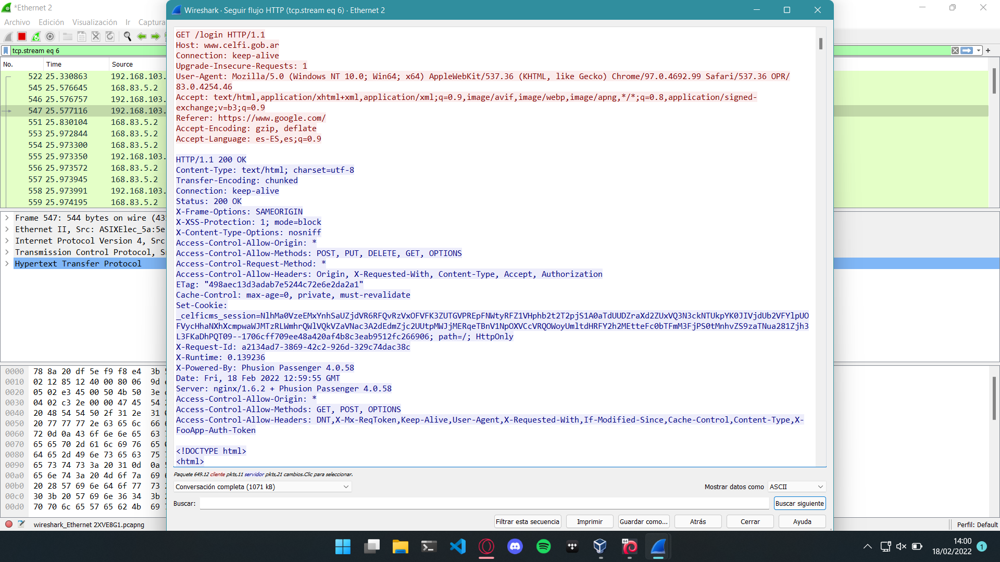 *Ethernet 2
Archivo Edición Visualización Ir Captura
tcp.stream eq 6
No. Time Source
522 25.330863 192.168.103.
545 25.576645 168.83.5.2
546 25.576757 192.168.103.
547 25.577116 192.168.103.
551 25.830104 168.83.5.2
553 25.972844 168.83.5.2
554 25.973300 168.83.5.2
555 25.973350 192.168.103.
556 25.973572 168.83.5.2
557 25.973945 168.83.5.2
558 25.973991 192.168.103.
559 25.974195 168.83.5.2
Frame 547: 544 bytes on wire (435
Ethernet II, Src: ASIXElec_5a:5e
Internet Protocol Version 4, Src
Transmission Control Protocol, S
Hypertext Transfer Protocol
0000 78 8a 20 df 5e f9 f8 e4 3b
0010 02 12 85 12 40 00 80 06 9d
0020 05 02 e3 45 00 50 4b 50 3e
0030 04 02 c3 2e 00 00 47 45 54
0040 20 48 54 54 50 2f 31 2e 31
0050 20 77 77 77 2e 63 65 6c 66
0060 72 0d 0a 43 6f 6e 6e 65 63
0070 65 65 70 2d 61 6c 69 76 65
0080 64 65 2d 49 6e 73 65 63 75
0090 65 73 74 73 3a 20 31 0d 0a
00a0 65 6e 74 3a 20 4d 6f 7a 69
00b0 20 28 57 69 6e 64 6f 77 73
00c0 30 3b 20 57 69 6e 36 34 3b
00d0 70 70 6c 65 57 65 62 4b 69
wireshark_Ethernet 2XVE8G1.pcapng
Wireshark · Seguir flujo HTTP (tcp.stream eq 6) · Ethernet 2
GET /login HTTP/1.1
Host: www.celfi.gob.ar
Connection: keep-alive
Upgrade-Insecure-Requests: 1
User-Agent: Mozilla/5.0 (Windows NT 10.0; Win64; x64) AppleWebKit/537.36 (KHTML, like Gecko) Chrome/97.0.4692.99 Safari/537.36 OPR/
83.0.4254.46
Accept: text/html,application/xhtml+xml,application/xml;q=0.9,image/avif,image/webp,image/apng,*/*;q=0.8,application/signed-
exchange;v=b3;q=0.9
Referer: https://www.google.com/
Accept-Encoding: gzip, deflate
Accept-Language: es-ES,es;q=0.9
HTTP/1.1 200 OK
Content-Type: text/html; charset=utf-8
Transfer-Encoding: chunked
Connection: keep-alive
Status: 200 OK
X-Frame-Options: SAMEORIGIN
X-XSS-Protection: 1; mode=block
X-Content-Type-Options: nosniff
Access-Control-Allow-Origin: *
Access-Control-Allow-Methods: POST, PUT, DELETE, GET, OPTIONS
Access-Control-Request-Method: *
Access-Control-Allow-Headers: Origin, X-Requested-With, Content-Type, Accept, Authorization
ETag: "498aec13d3adab7e5244c72e6e2da2a1"
Cache-Control: max-age=0, private, must-revalidate
Set-Cookie:
_celficms_session=NlhMa0VzeEMxYnhSaUZjdVR6RFQvRzVxOFVFK3ZUTGVPREpFNWtyRFZ1VHphb2t2T2pjS1A0aTdUUDZraXd2ZUxVQ3N3ckNTUkpYK0JIVjdUb2VFYlpUO
FVycHhaNXhXcmpwaWJMTzRLWmhrQWlVQkVZaVNac3A2dEdmZjc2UUtpMWJjMERqeTBnV1NpOXVCcVRQOWoyUmltdHRFY2h2MEtteFc0bTFmM3FjPS0tMnhvZS9zaTNua281Zjh3
L3FKaDhPQT09--1706cff709ee48a420af4b8c3eab9512fc266906; path=/; HttpOnly
X-Request-Id: a2134ad7-3869-42c2-926d-329c74dac38c
X-Runtime: 0.139236
X-Powered-By: Phusion Passenger 4.0.58
Date: Fri, 18 Feb 2022 12:59:55 GMT
Server: nginx/1.6.2 + Phusion Passenger 4.0.58
Access-Control-Allow-Origin: *
Access-Control-Allow-Methods: GET, POST, OPTIONS
Access-Control-Allow-Headers: DNT,X-Mx-ReqToken,Keep-Alive,User-Agent,X-Requested-With,If-Modified-Since,Cache-Control,Content-Type,X-
FooApp-Auth-Token
<!DOCTYPE html>
<html>
Paquete 649.12 cliente pkts,11 servidor pkts,21 cambios.Clic para seleccionar.
Conversación completa (1071 kB)
Mostrar datos como ASCII
Buscar:
Buscar siguiente
Filtrar esta secuencia Imprimir Guardar como... Atrás Cerrar Ayuda
Perfil: Default
64
14:00
18/02/2022
1